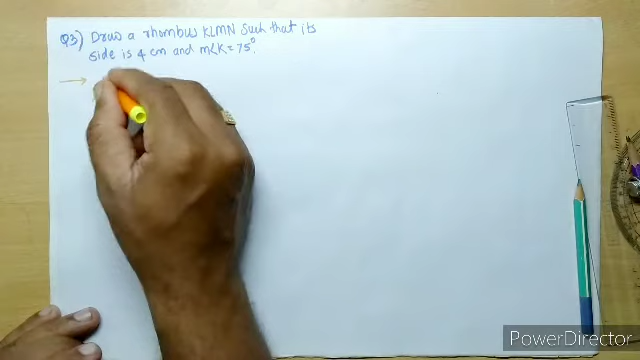 Q3) Draw a rhombus KLMN such that its
side is 4 cm and m∠K = 75°.
PowerDirector